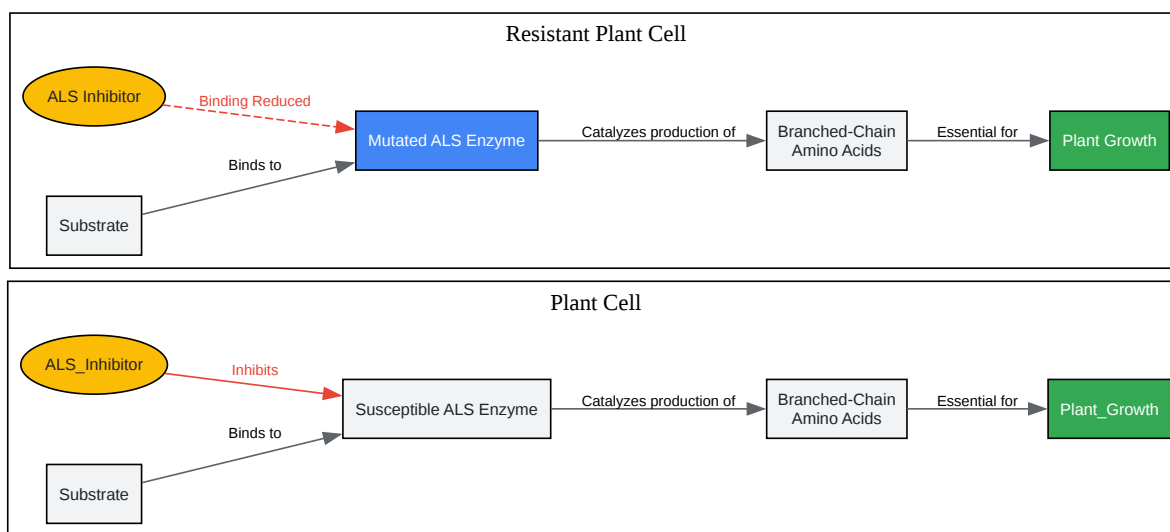 Resistant Plant Cell
ALS Inhibitor
Binding Reduced
Mutated ALS Enzyme
Catalyzes production of
Branched-Chain
Amino Acids
Essential for
Plant Growth
Binds to
Substrate
Plant Cell
ALS_Inhibitor
Inhibits
Susceptible ALS Enzyme
Catalyzes production of
Branched-Chain
Amino Acids
Essential for
Plant_Growth
Binds to
Substrate